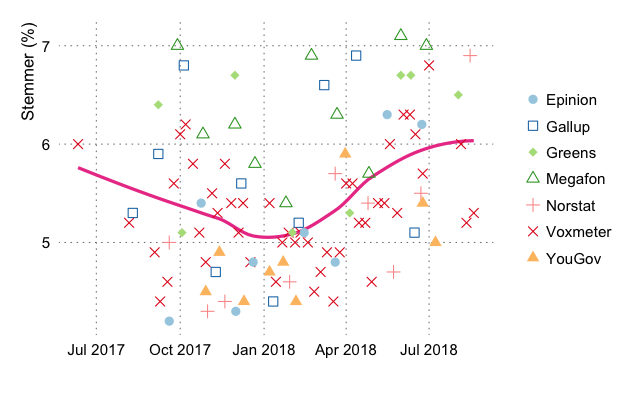 Stemmer (%)
7
6
5
Jul 2017 Oct 2017 Jan 2018 Apr 2018 Jul 2018
Epinion
Gallup
Greens
Megafon
Norstat
Voxmeter
YouGov